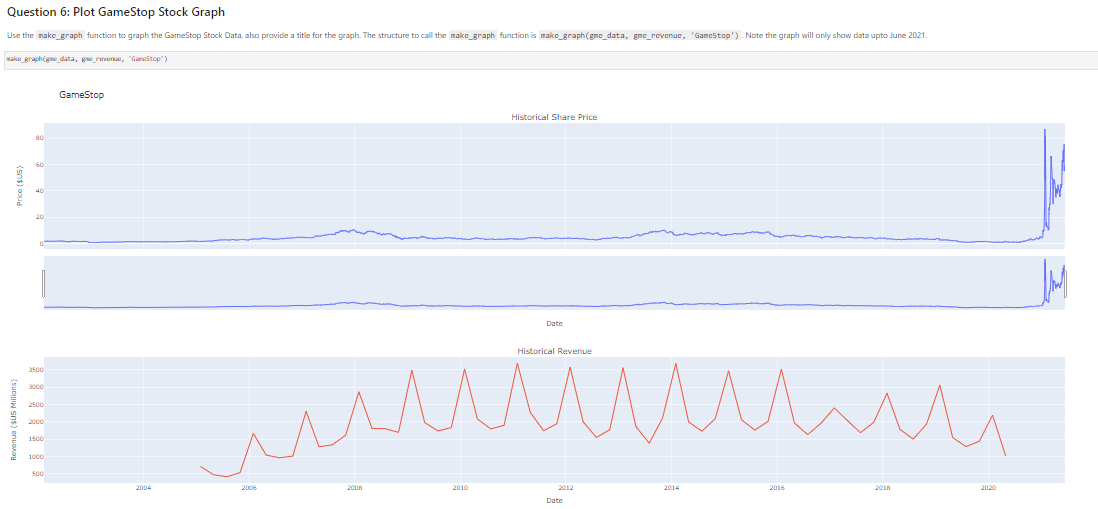 Question 6: Plot GameStop Stock Graph
Use the make_graph function to graph the GameStop Stock Data, also provide a title for the graph. The structure to call the make_graph function is make_graph(gme_data, gme_revenue, 'GameStop') . Note the graph will only show data upto June 2021.
make_graph(gme_data, gme_revenue, 'GameStop')
GameStop
Historical Share Price
Price ($US)
80
60
40
20
0
Date
Historical Revenue
Revenue ($US Millions)
3500
3000
2500
2000
1500
1000
500
2004 2006 2008 2010 2012 2014 2016 2018 2020
Date